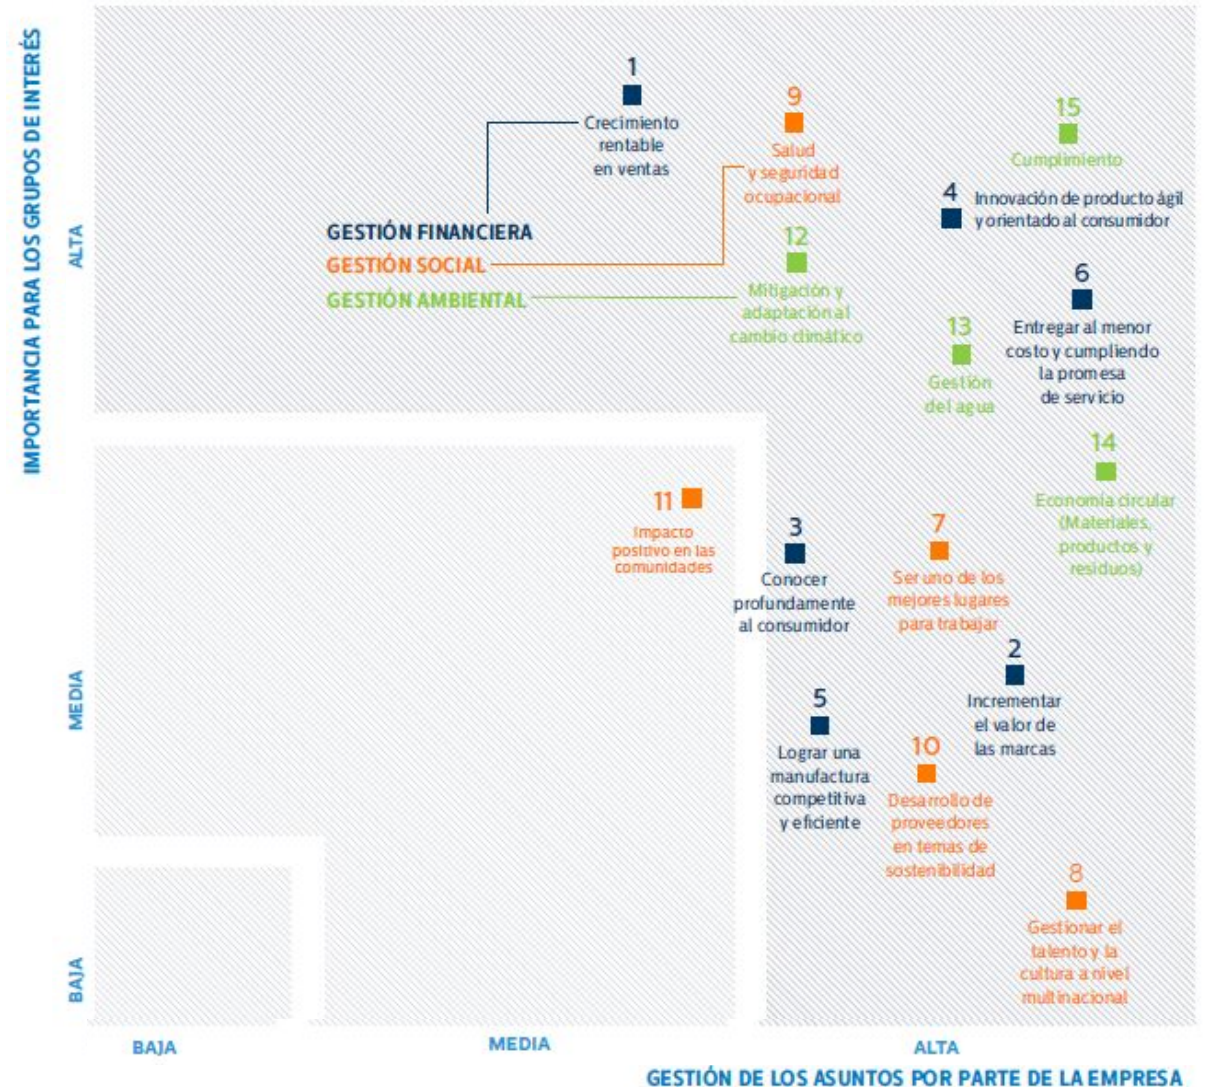 IMPORTANCIA PARA LOS GRUPOS DE INTERÉS
ALTA
MEDIA
BAJA
1
Crecimiento
rentable
en ventas
9
Salud
y seguridad
ocupacional
15
Cumplimiento
4
Innovación de producto ágil
y orientado al consumidor
GESTIÓN FINANCIERA
GESTIÓN SOCIAL
GESTIÓN AMBIENTAL
12
Mitigación y
adaptación al
cambio climático
6
Entregar al menor
costo y cumpliendo
la promesa
de servicio
13
Gestión
del agua
14
Economía circular
(Materiales,
productos y
residuos)
11
Impacto
positivo en las
comunidades
3
Conocer
profundamente
al consumidor
7
Ser uno de los
mejores lugares
para trabajar
2
Incrementar
el valor de
las marcas
5
Lograr una
manufactura
competitiva
y eficiente
10
Desarrollo de
proveedores
en temas de
sostenibilidad
8
Gestionar el
talento y la
cultura a nivel
multinacional
BAJA
MEDIA
ALTA
GESTIÓN DE LOS ASUNTOS POR PARTE DE LA EMPRESA